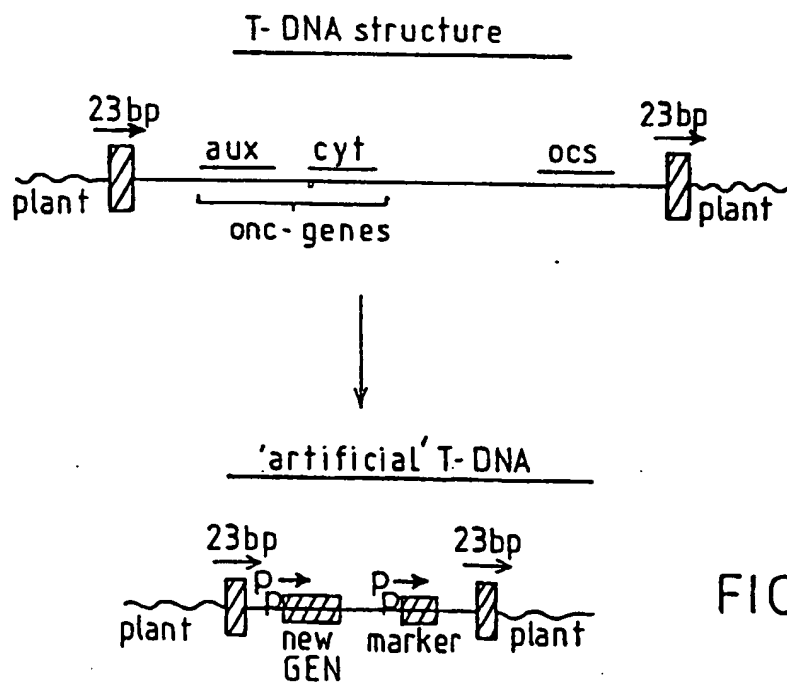 T-DNA structure
23bp
23bp
aux
cyt
ocs
plant
plant
onc-genes
'artificial' T-DNA
23bp
23bp
P
P
P
P
plant
new
GEN
marker
plant
FIG